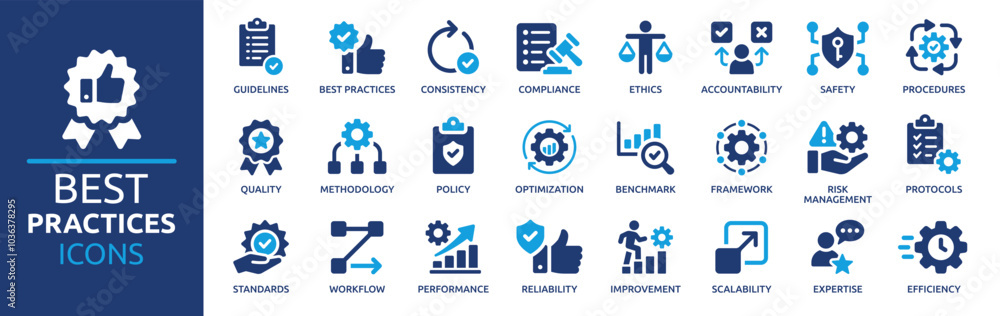 BEST
PRACTICES
ICONS
GUIDELINES
BEST PRACTICES
CONSISTENCY
COMPLIANCE
ETHICS
ACCOUNTABILITY
SAFETY
PROCEDURES
QUALITY
METHODOLOGY
POLICY
OPTIMIZATION
BENCHMARK
FRAMEWORK
RISK
MANAGEMENT
PROTOCOLS
STANDARDS
WORKFLOW
PERFORMANCE
RELIABILITY
IMPROVEMENT
SCALABILITY
EXPERTISE
EFFICIENCY
Adobe Stock | #1036378295